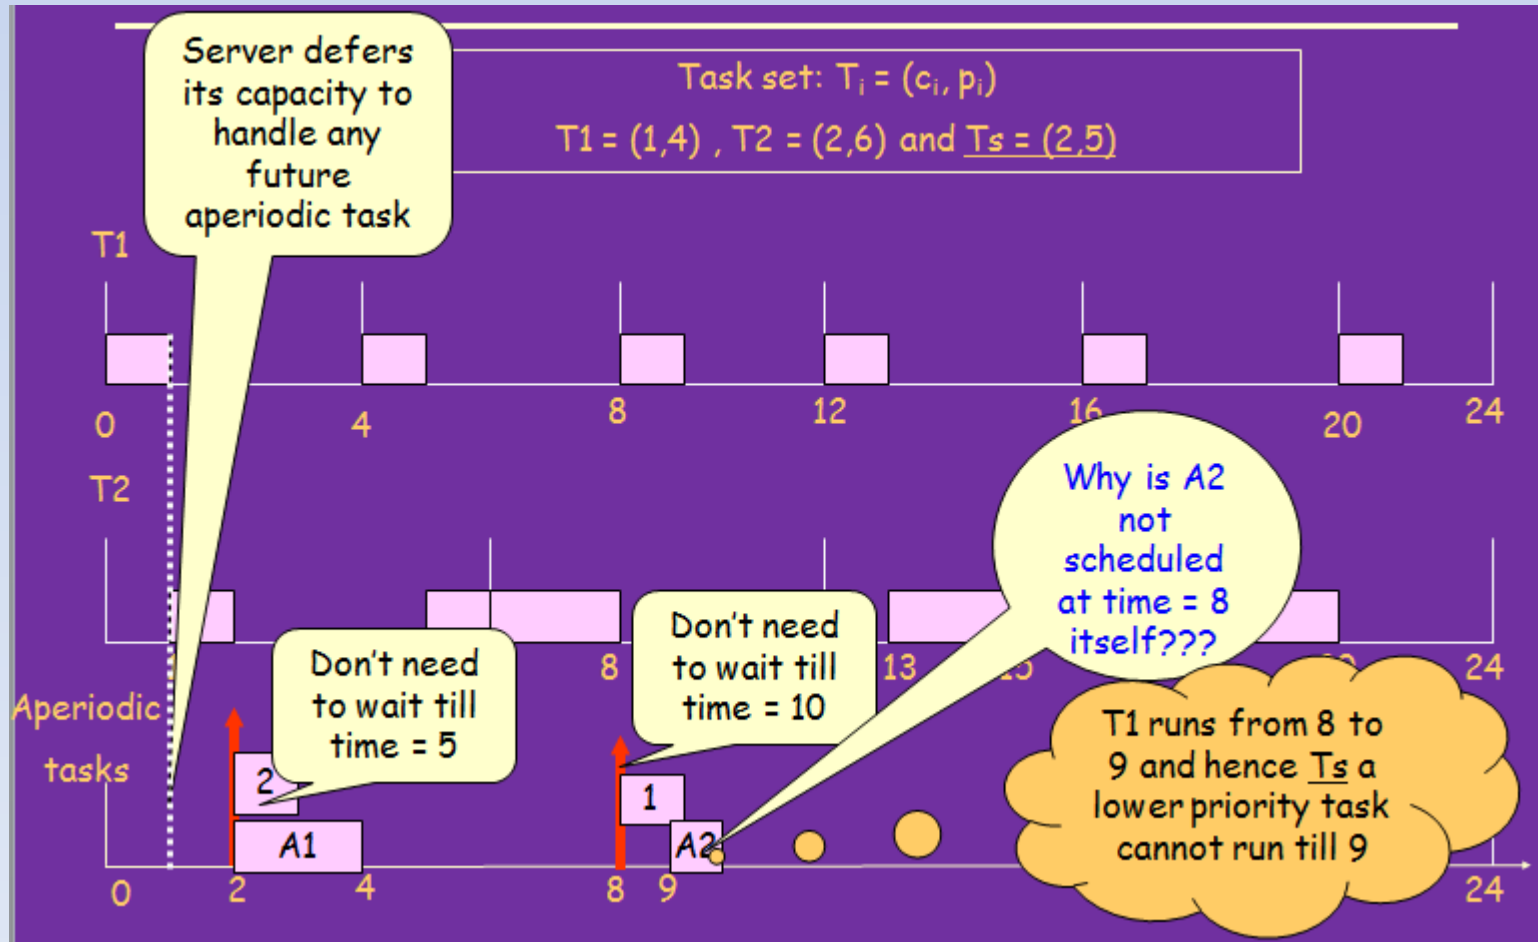 Server defers
its capacity to
handle any
future
aperiodic task
Task set: Tᵢ = (cᵢ, pᵢ)
T1 = (1,4) , T2 = (2,6) and Ts = (2,5)
T1
0
4
8
12
16
20
24
T2
Why is A2
not
scheduled
at time = 8
itself???
Don't need
to wait till
time = 5
Don't need
to wait till
time = 10
8
13
24
Aperiodic
tasks
2
A1
1
A2
T1 runs from 8 to
9 and hence Ts a
lower priority task
cannot run till 9
0
2
4
8
9
24